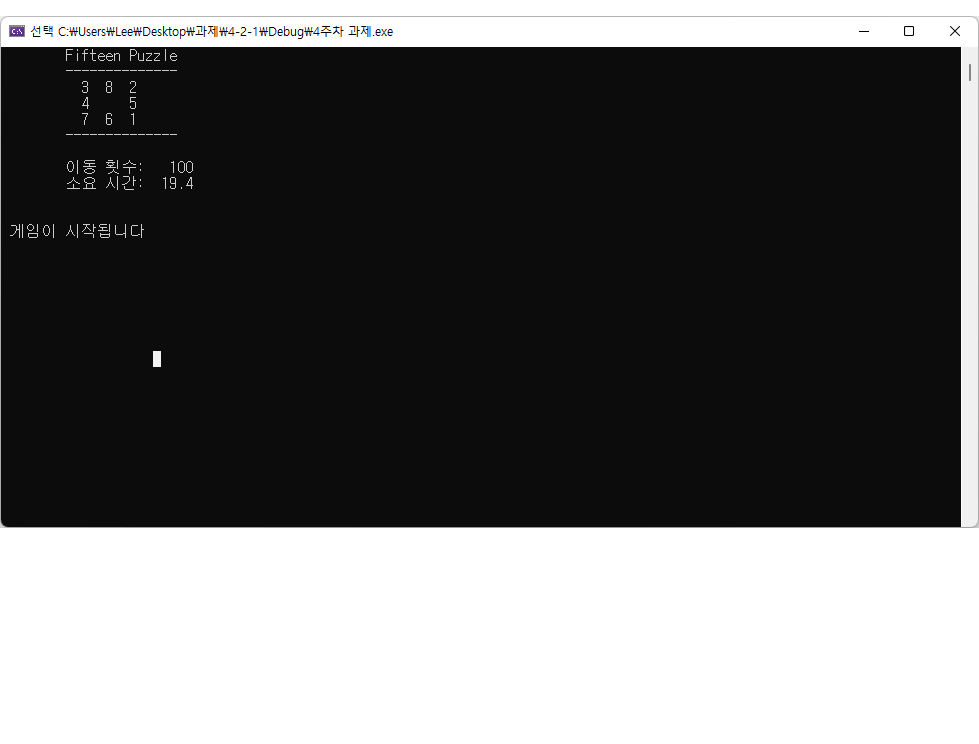 선택 C:₩Users₩Lee₩Desktop₩과제₩4-2-1₩Debug₩4주차 과제.exe
Fifteen Puzzle
--------------
3 8 2
4 5
7 6 1
--------------
이동 횟수: 100
소요 시간: 19.4
게임이 시작됩니다